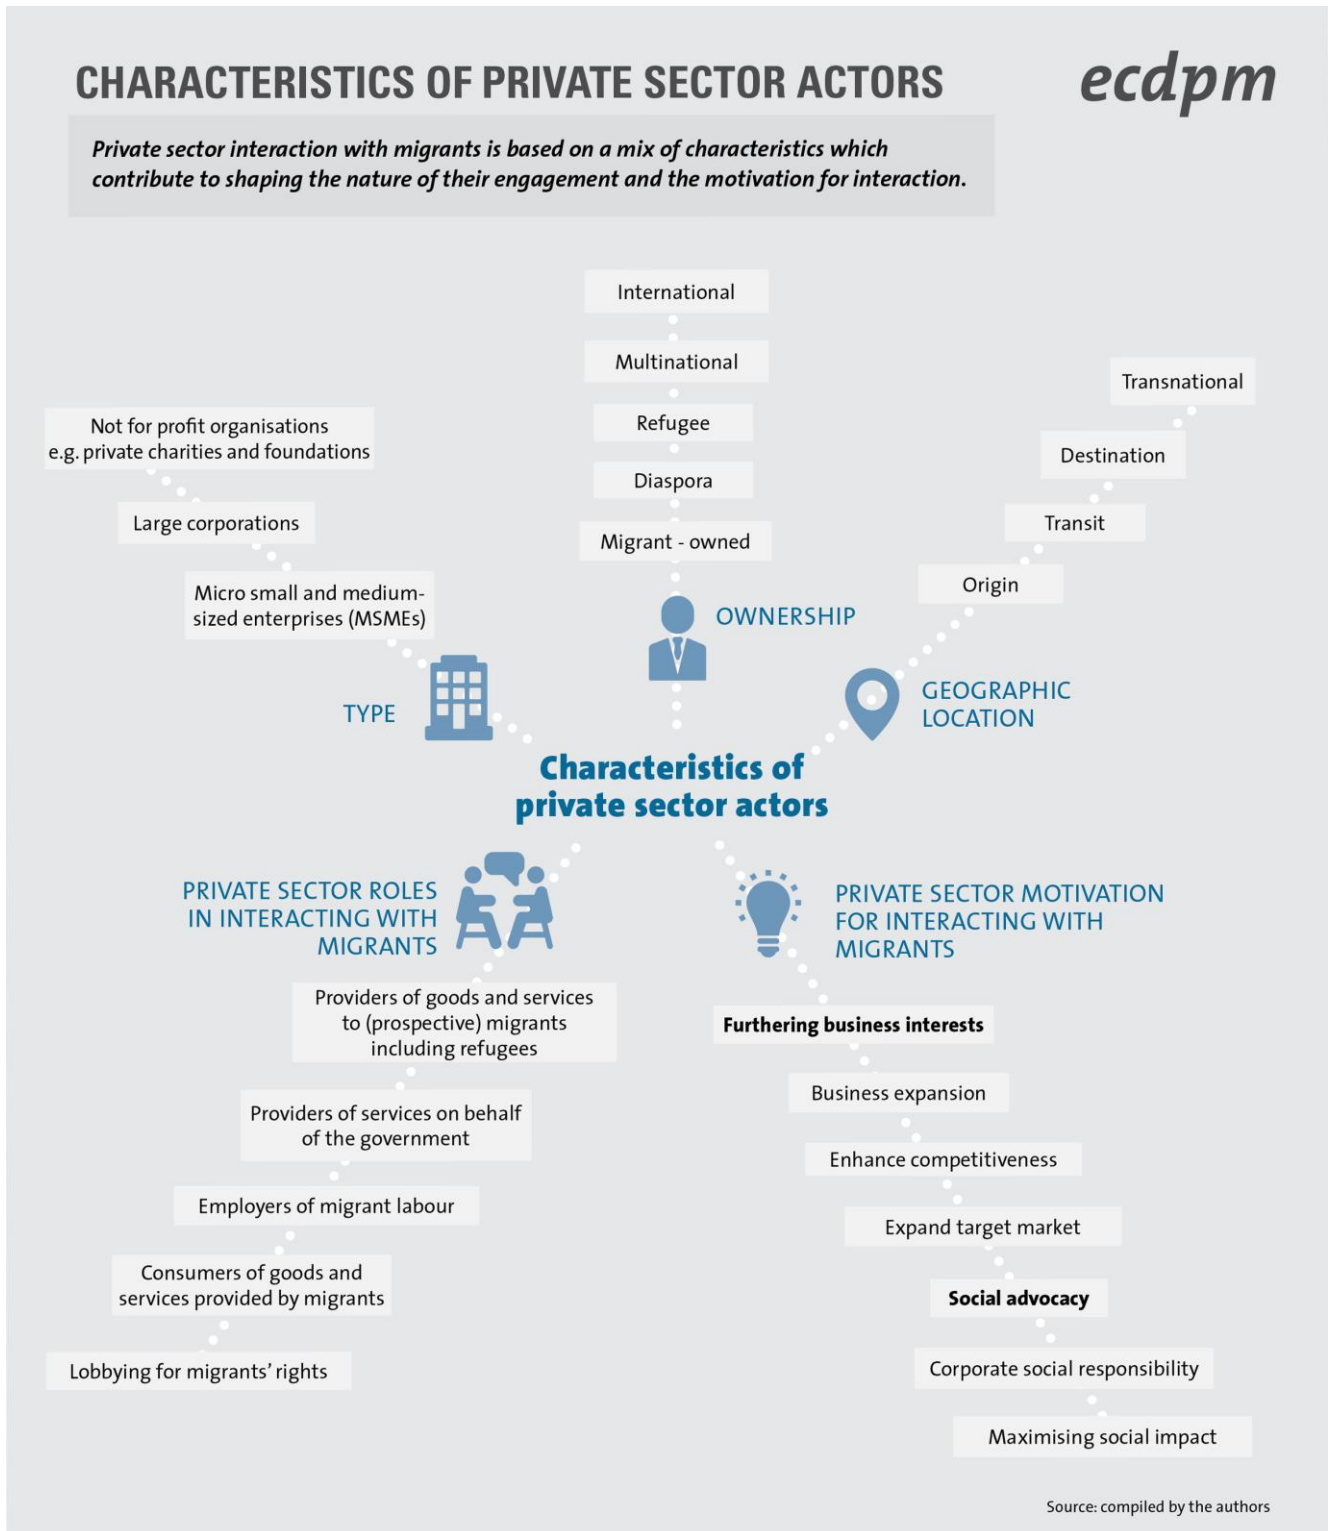 CHARACTERISTICS OF PRIVATE SECTOR ACTORS
ecdpm
Private sector interaction with migrants is based on a mix of characteristics which
contribute to shaping the nature of their engagement and the motivation for interaction.
International
Multinational
Refugee
Diaspora
Migrant - owned
OWNERSHIP
Transnational
Destination
Transit
Origin
GEOGRAPHIC
LOCATION
Not for profit organisations
e.g. private charities and foundations
Large corporations
Micro small and medium-
sized enterprises (MSMEs)
TYPE
Characteristics of
private sector actors
PRIVATE SECTOR ROLES
IN INTERACTING WITH
MIGRANTS
Providers of goods and services
to (prospective) migrants
including refugees
Providers of services on behalf
of the government
Employers of migrant labour
Consumers of goods and
services provided by migrants
Lobbying for migrants’ rights
PRIVATE SECTOR MOTIVATION
FOR INTERACTING WITH
MIGRANTS
Furthering business interests
Business expansion
Enhance competitiveness
Expand target market
Social advocacy
Corporate social responsibility
Maximising social impact
Source: compiled by the authors